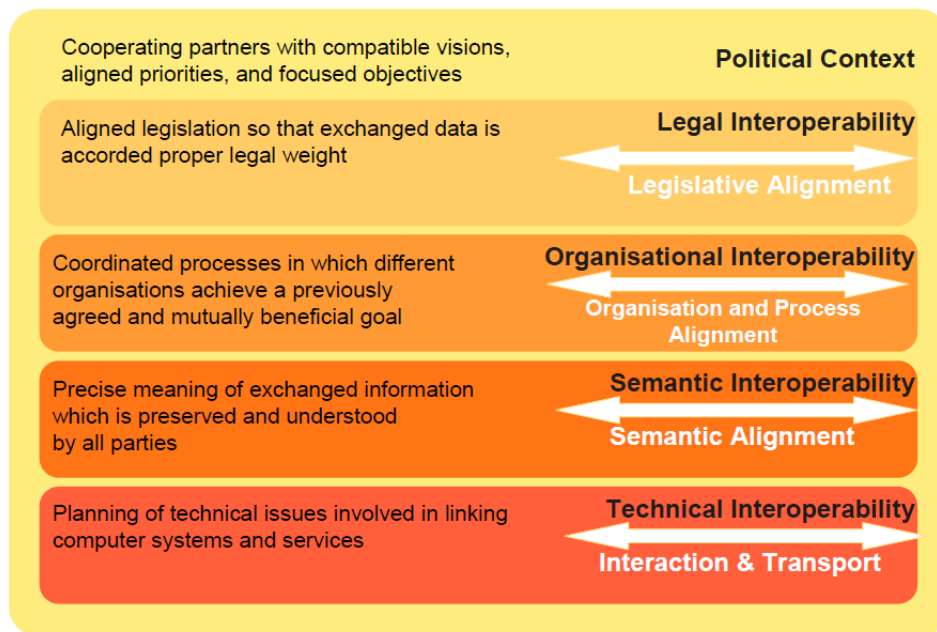 Cooperating partners with compatible visions,
aligned priorities, and focused objectives
Political Context
Aligned legislation so that exchanged data is
accorded proper legal weight
Legal Interoperability
Legislative Alignment
Coordinated processes in which different
organisations achieve a previously
agreed and mutually beneficial goal
Organisational Interoperability
Organisation and Process
Alignment
Precise meaning of exchanged information
which is preserved and understood
by all parties
Semantic Interoperability
Semantic Alignment
Planning of technical issues involved in linking
computer systems and services
Technical Interoperability
Interaction & Transport